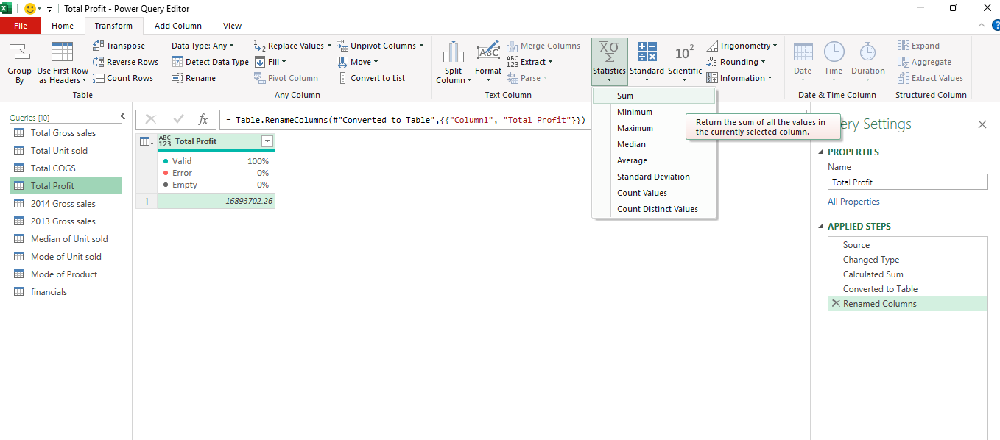 Total Profit - Power Query Editor
File Home Transform Add Column View
Group By
Use First Row as Headers
Transpose
Reverse Rows
Count Rows
Table
Data Type: Any
Detect Data Type
Rename
Replace Values
Fill
Pivot Column
Unpivot Columns
Move
Convert to List
Any Column
Split Column
Format
ABC
Merge Columns
ABC 123 Extract
abc Parse
Text Column
Statistics
Standard
10² Scientific
Trigonometry
Rounding
Information
Date
Time
Duration
Date & Time Column
Expand
Aggregate
Extract Values
Structured Column
Sum
Minimum
Maximum
Median
Average
Standard Deviation
Count Values
Count Distinct Values
Return the sum of all the values in
the currently selected column.
Queries [10]
Total Gross sales
Total Unit sold
Total COGS
Total Profit
2014 Gross sales
2013 Gross sales
Median of Unit sold
Mode of Unit sold
Mode of Product
financials
fx = Table.RenameColumns(#"Converted to Table",{{"Column1", "Total Profit"}})
ABC 123 Total Profit
Valid 100%
Error 0%
Empty 0%
1 16893702.26
ery Settings
PROPERTIES
Name
Total Profit
All Properties
APPLIED STEPS
Source
Changed Type
Calculated Sum
Converted to Table
Renamed Columns